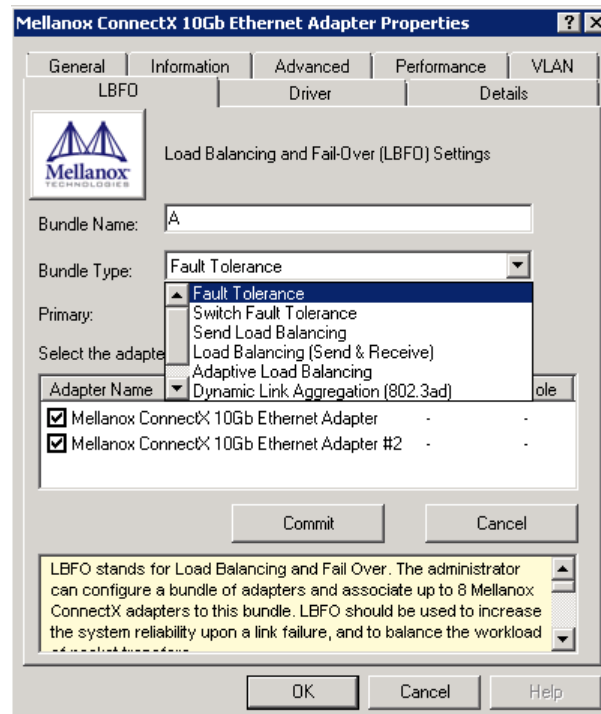 Mellanox ConnectX 10Gb Ethernet Adapter Properties
General Information Advanced Performance VLAN
LBFO Driver Details
Mellanox
TECHNOLOGIES
Load Balancing and Fail-Over (LBFO) Settings
Bundle Name: A
Bundle Type: Fault Tolerance
Fault Tolerance
Primary: Switch Fault Tolerance
Send Load Balancing
Select the adapte Load Balancing (Send & Receive)
Adaptive Load Balancing
Adapter Name Dynamic Link Aggregation (802.3ad) ole
Mellanox ConnectX 10Gb Ethernet Adapter - -
Mellanox ConnectX 10Gb Ethernet Adapter #2 - -
Commit Cancel
LBFO stands for Load Balancing and Fail Over. The administrator
can configure a bundle of adapters and associate up to 8 Mellanox
ConnectX adapters to this bundle. LBFO should be used to increase
the system reliability upon a link failure, and to balance the workload
OK Cancel Help